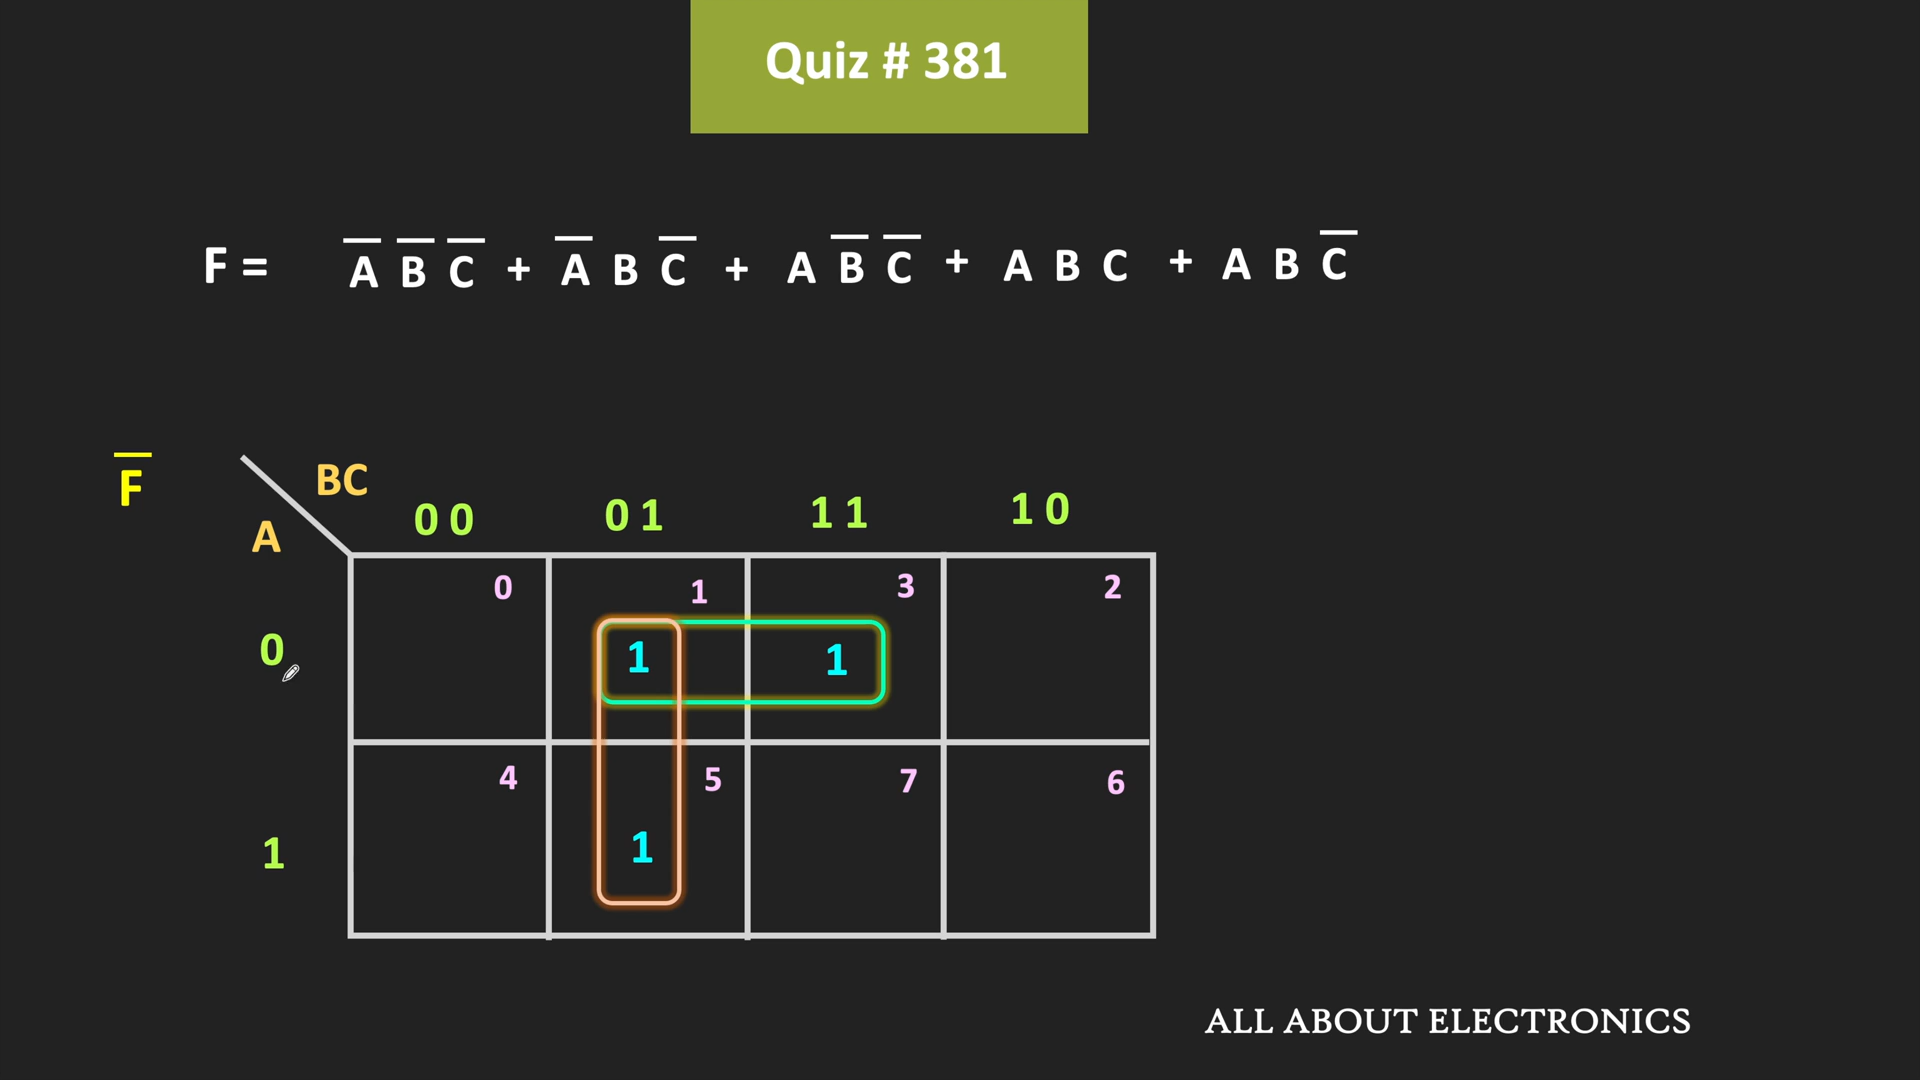 Quiz # 381
F = A̅ B̅ C̅ + A̅ B C̅ + A B̅ C̅ + A B C + A B C̅
F̅
BC
A
0 0 0 1 1 1 1 0
0 1 3 2
0 1 1
4 5 7 6
1 1
ALL ABOUT ELECTRONICS